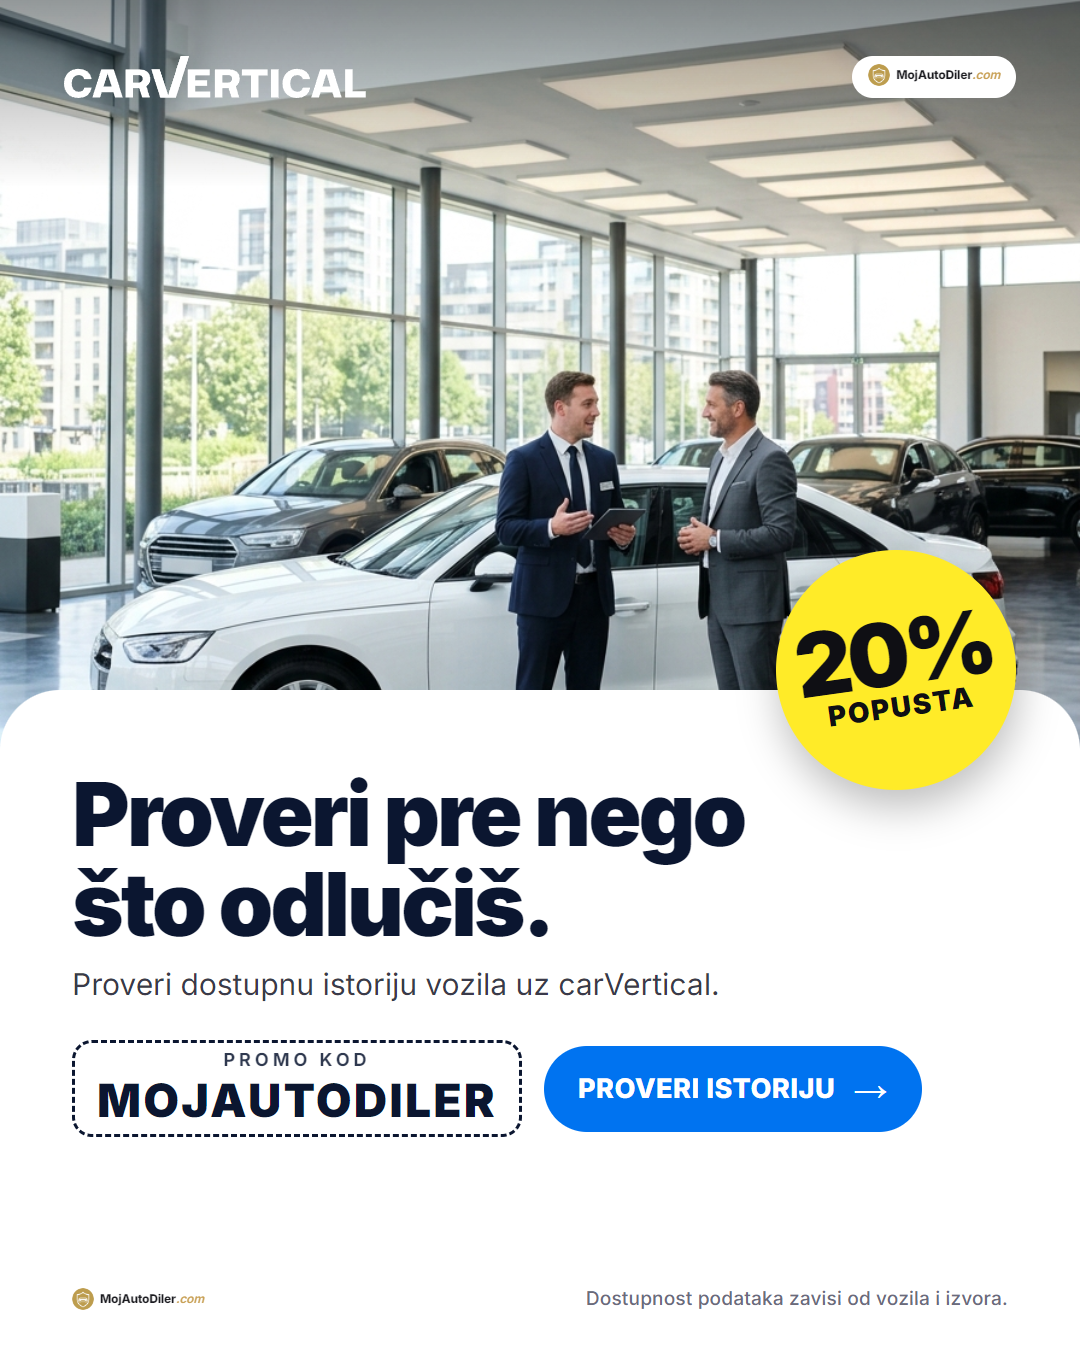 CARVERTICAL
MojAutoDiler.com
20%
POPUSTA
Proveri pre nego
što odlučiš.
Proveri dostupnu istoriju vozila uz carVertical.
PROMO KOD
MOJAUTODILER
PROVERI ISTORIJU →
MojAutoDiler.com
Dostupnost podataka zavisi od vozila i izvora.